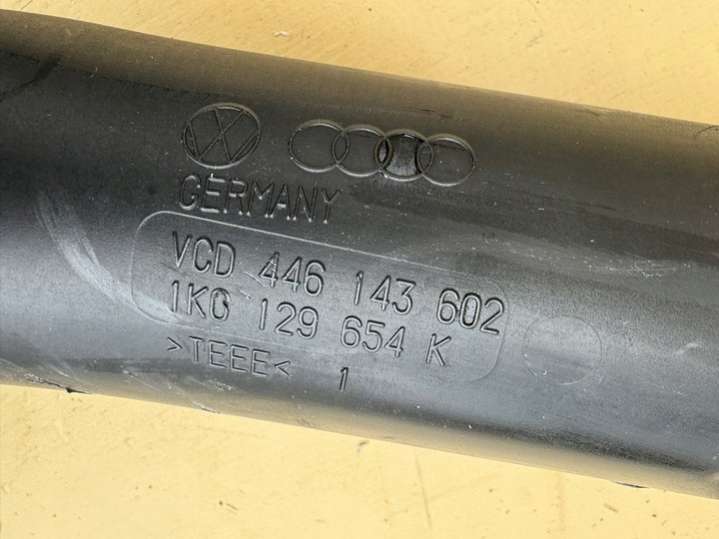 GERMANY
VCD 446 143 602
1K0 129 654 K
>TEEE< 1